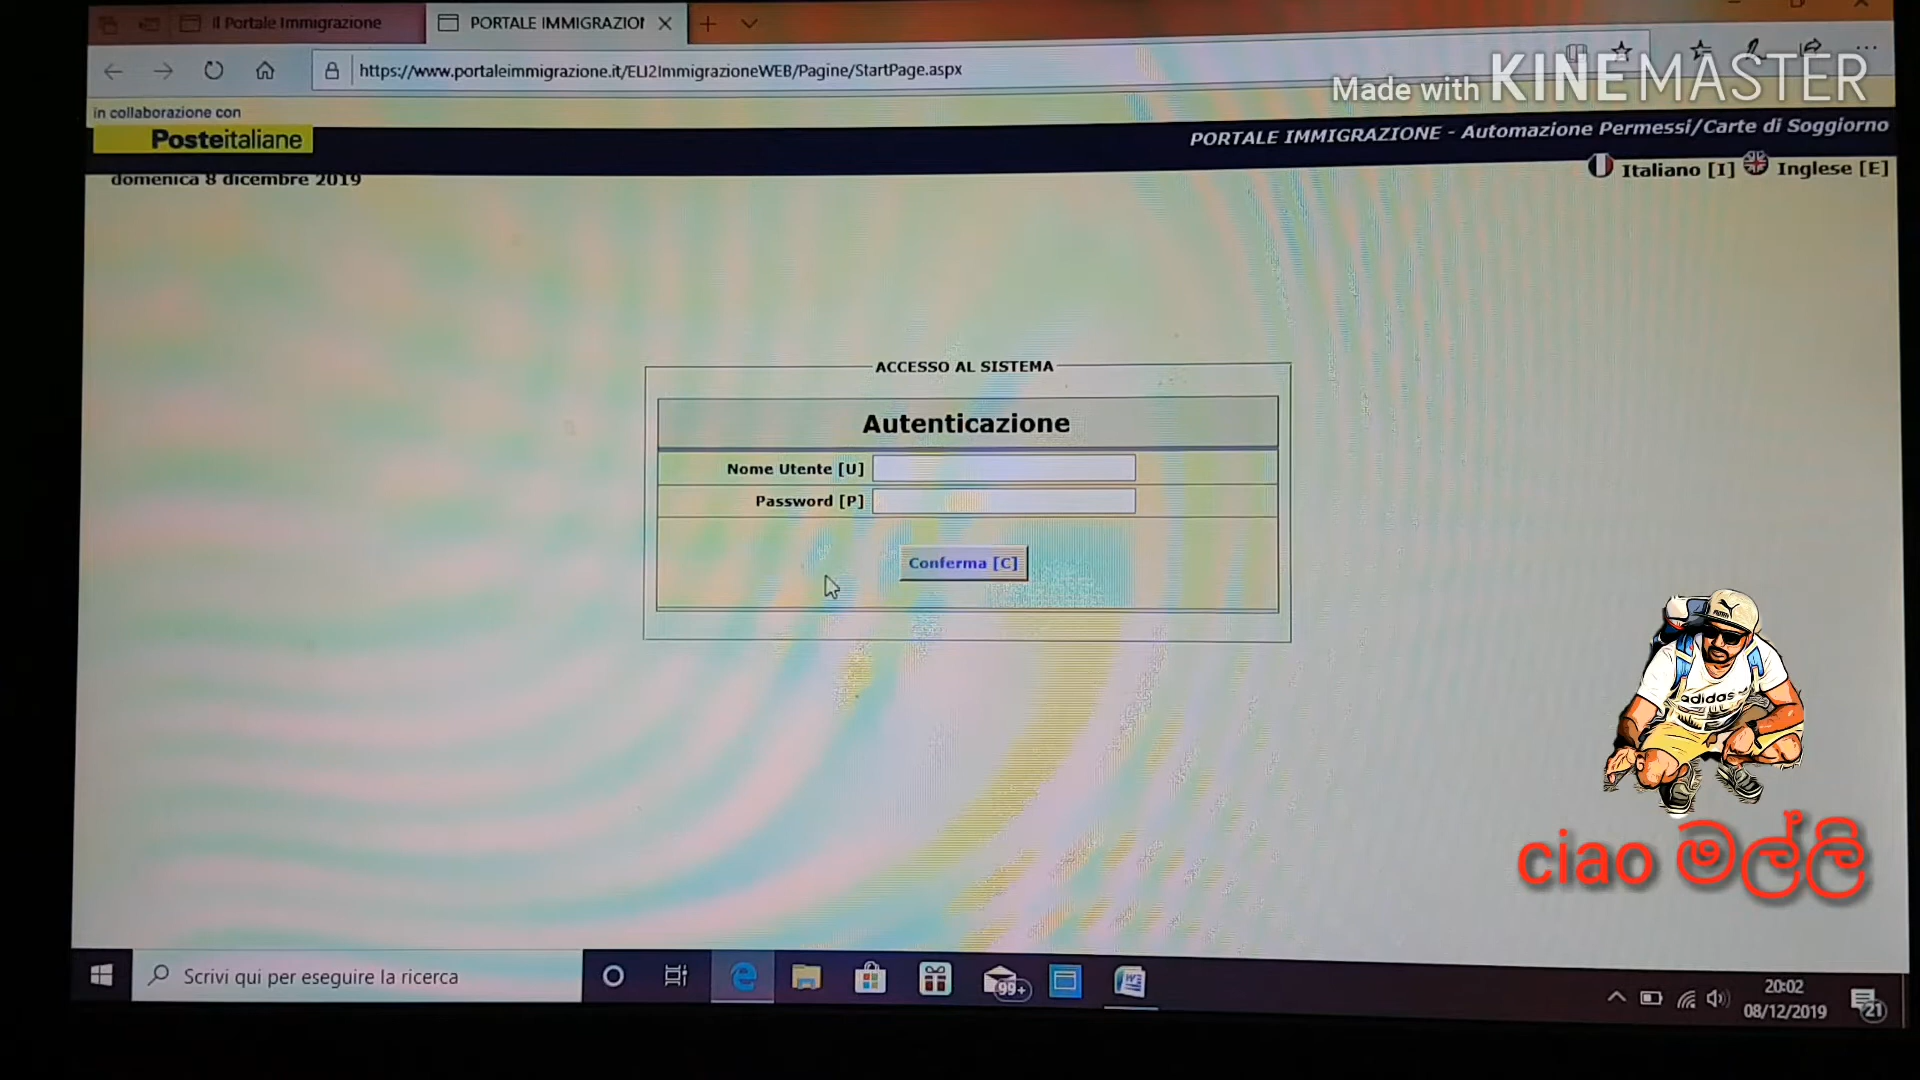 Il Portale Immigrazione
PORTALE IMMIGRAZIO
https://www.portaleimmigrazione.it/ELI2ImmigrazioneWEB/Pagine/StartPage.aspx
Made with KINEMASTER
in collaborazione con
Posteitaliane
PORTALE IMMIGRAZIONE - Automazione Permessi/Carte di Soggiorno
domenica 8 dicembre 2019
Italiano [I] Inglese [E]
ACCESSO AL SISTEMA
Autenticazione
Nome Utente [U]
Password [P]
Conferma [C]
adidas
ciao මල්ලි
Scrivi qui per eseguire la ricerca
99+
20:02
08/12/2019
21